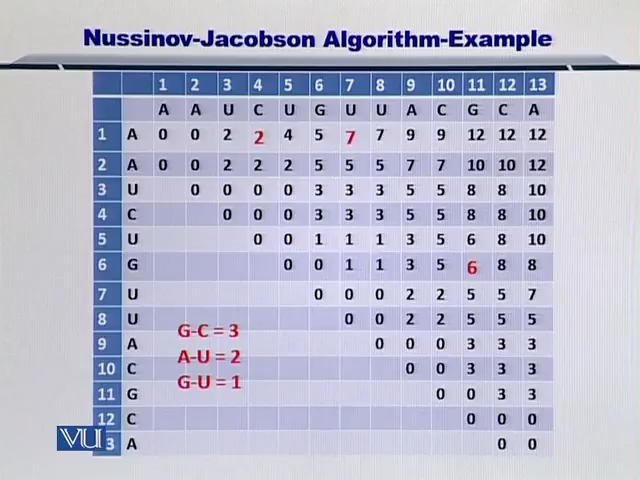 Nussinov-Jacobson Algorithm-Example
1 2 3 4 5 6 7 8 9 10 11 12 13
A A U C U G U U A C G C A
1 A 0 0 2 2 4 5 7 7 9 9 12 12 12
2 A 0 0 2 2 2 5 5 5 7 7 10 10 12
3 U 0 0 0 0 3 3 3 5 5 8 8 10
4 C 0 0 0 3 3 3 5 5 8 8 10
5 U 0 0 1 1 1 3 5 6 8 10
6 G 0 0 1 1 3 5 6 8 8
7 U 0 0 0 2 2 5 5 7
8 U 0 0 2 2 5 5 5
9 A 0 0 0 3 3 3
10 C 0 0 3 3 3
11 G 0 0 3 3
12 C 0 0 0
3 A 0 0
G-C = 3
A-U = 2
G-U = 1
VU